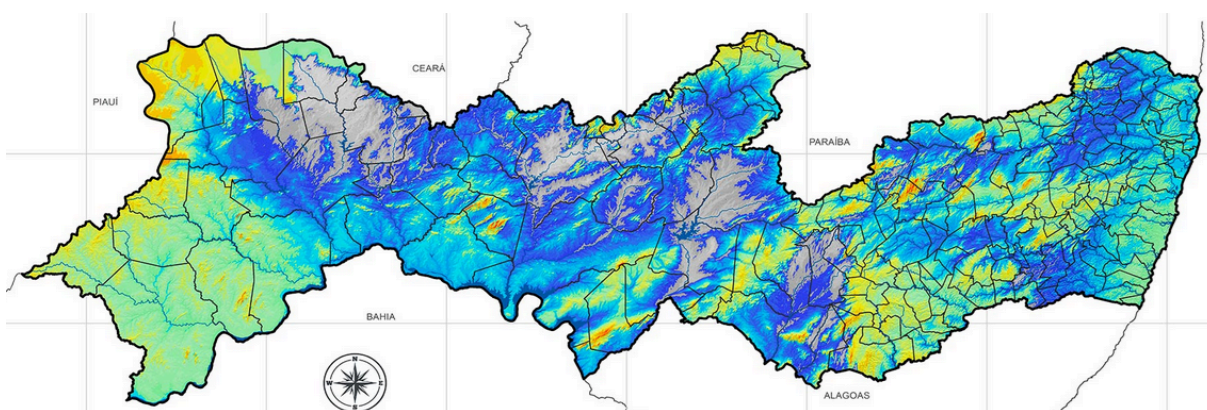 CEARÁ
PIAUÍ
PARAÍBA
BAHIA
ALAGOAS
N
W E
S